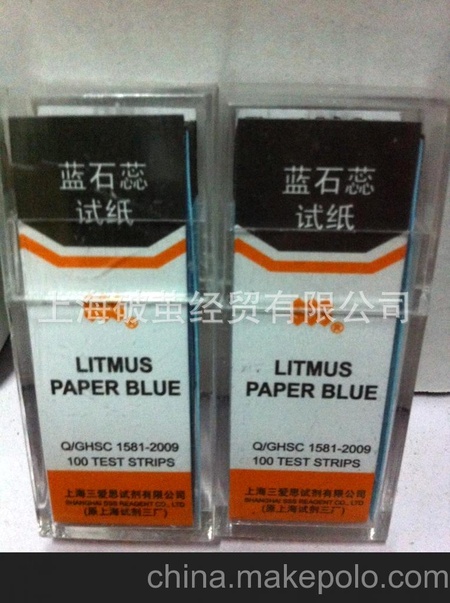 蓝石蕊
试纸
LITMUS
PAPER BLUE
Q/GHSC 1581-2009
100 TEST STRIPS
上海三爱思试剂有限公司
SHANGHAI SSS REAGENT CO., LTD
(原上海试剂三厂)
蓝石蕊
试纸
®
LITMUS
PAPER BLUE
Q/GHSC 1581-2009
100 TEST STRIPS
上海三爱思试剂有限公司
SHANGHAI SSS REAGENT CO., LTD
(原上海试剂三厂)
上海破茧经贸有限公司
china.makepolo.com